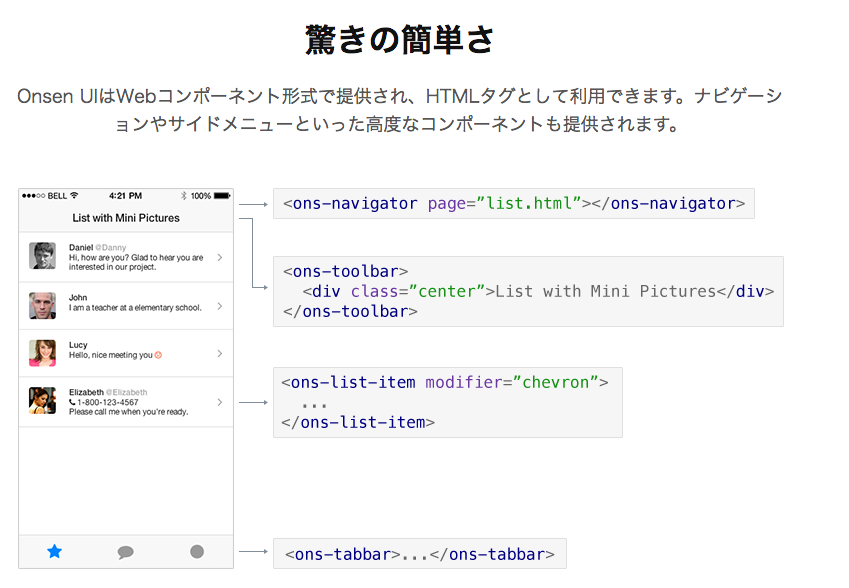 驚きの簡単さ
Onsen UIはWebコンポーネント形式で提供され、HTMLタグとして利用できます。ナビゲーシ
ョンやサイドメニューといった高度なコンポーネントも提供されます。
BELL 4:21 PM 100%
List with Mini Pictures
Daniel @Danny
Hi, how are you? Glad to hear you are
interested in our project.
John
I am a teacher at a elementary school.
Lucy
Hello, nice meeting you
Elizabeth @Elizabeth
1-800-123-4567
Please call me when you're ready.
<ons-navigator page=”list.html”></ons-navigator>
<ons-toolbar>
<div class=”center”>List with Mini Pictures</div>
</ons-toolbar>
<ons-list-item modifier=”chevron”>
...
</ons-list-item>
<ons-tabbar>...</ons-tabbar>